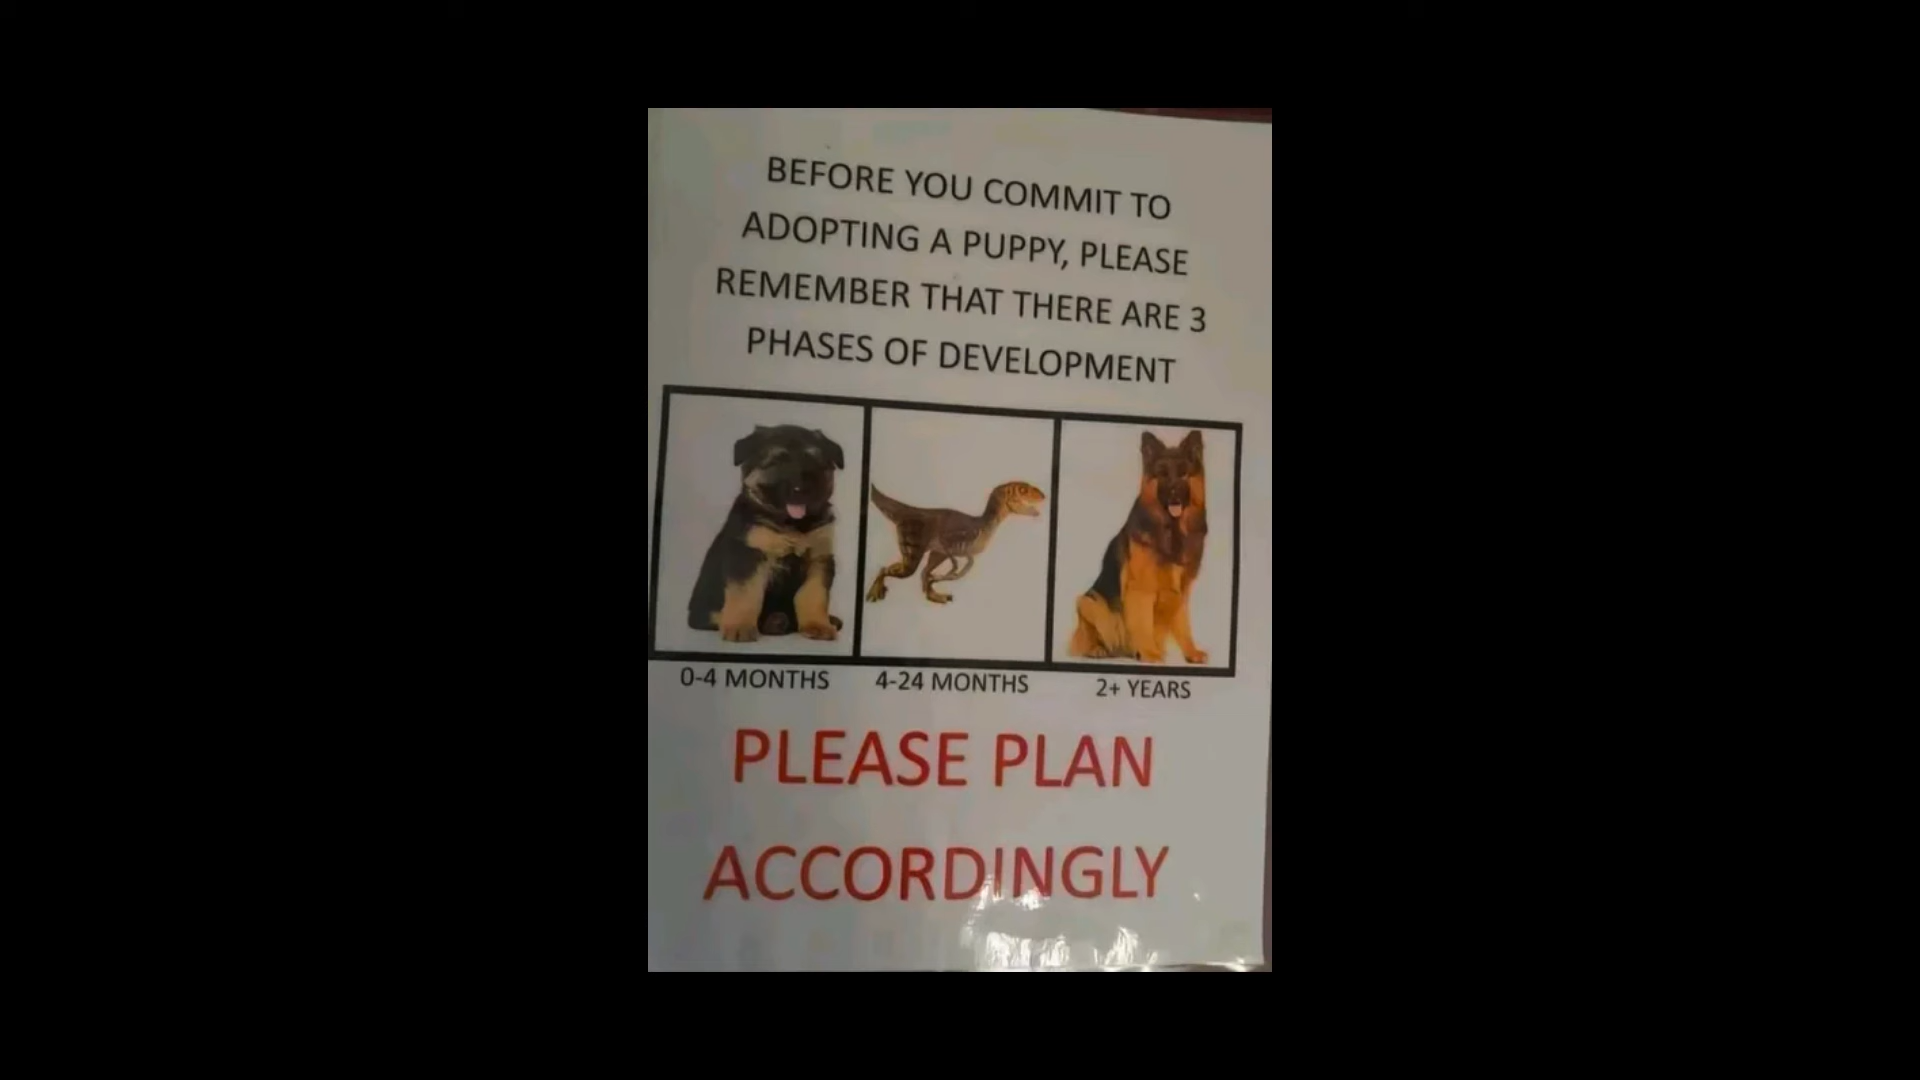 BEFORE YOU COMMIT TO
ADOPTING A PUPPY, PLEASE
REMEMBER THAT THERE ARE 3
PHASES OF DEVELOPMENT
0-4 MONTHS 4-24 MONTHS 2+ YEARS
PLEASE PLAN
ACCORDINGLY